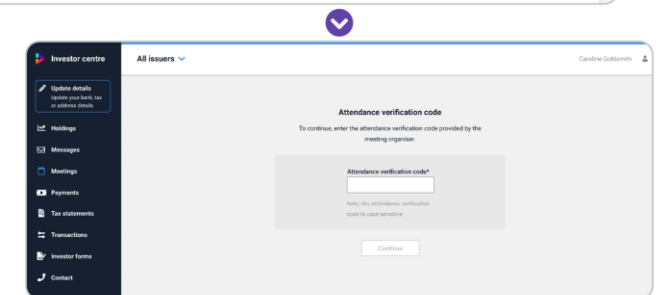 Investor centre
All issuers
Caroline Goldsmith
Update details
Update your bank, tax
or address details
Holdings
Messages
Meetings
Payments
Tax statements
Transactions
Investor forms
Contact
Attendance verification code
To continue, enter the attendance verification code provided by the
meeting organiser.
Attendance verification code*
Note: the attendance verification
code is case sensitive
Continue